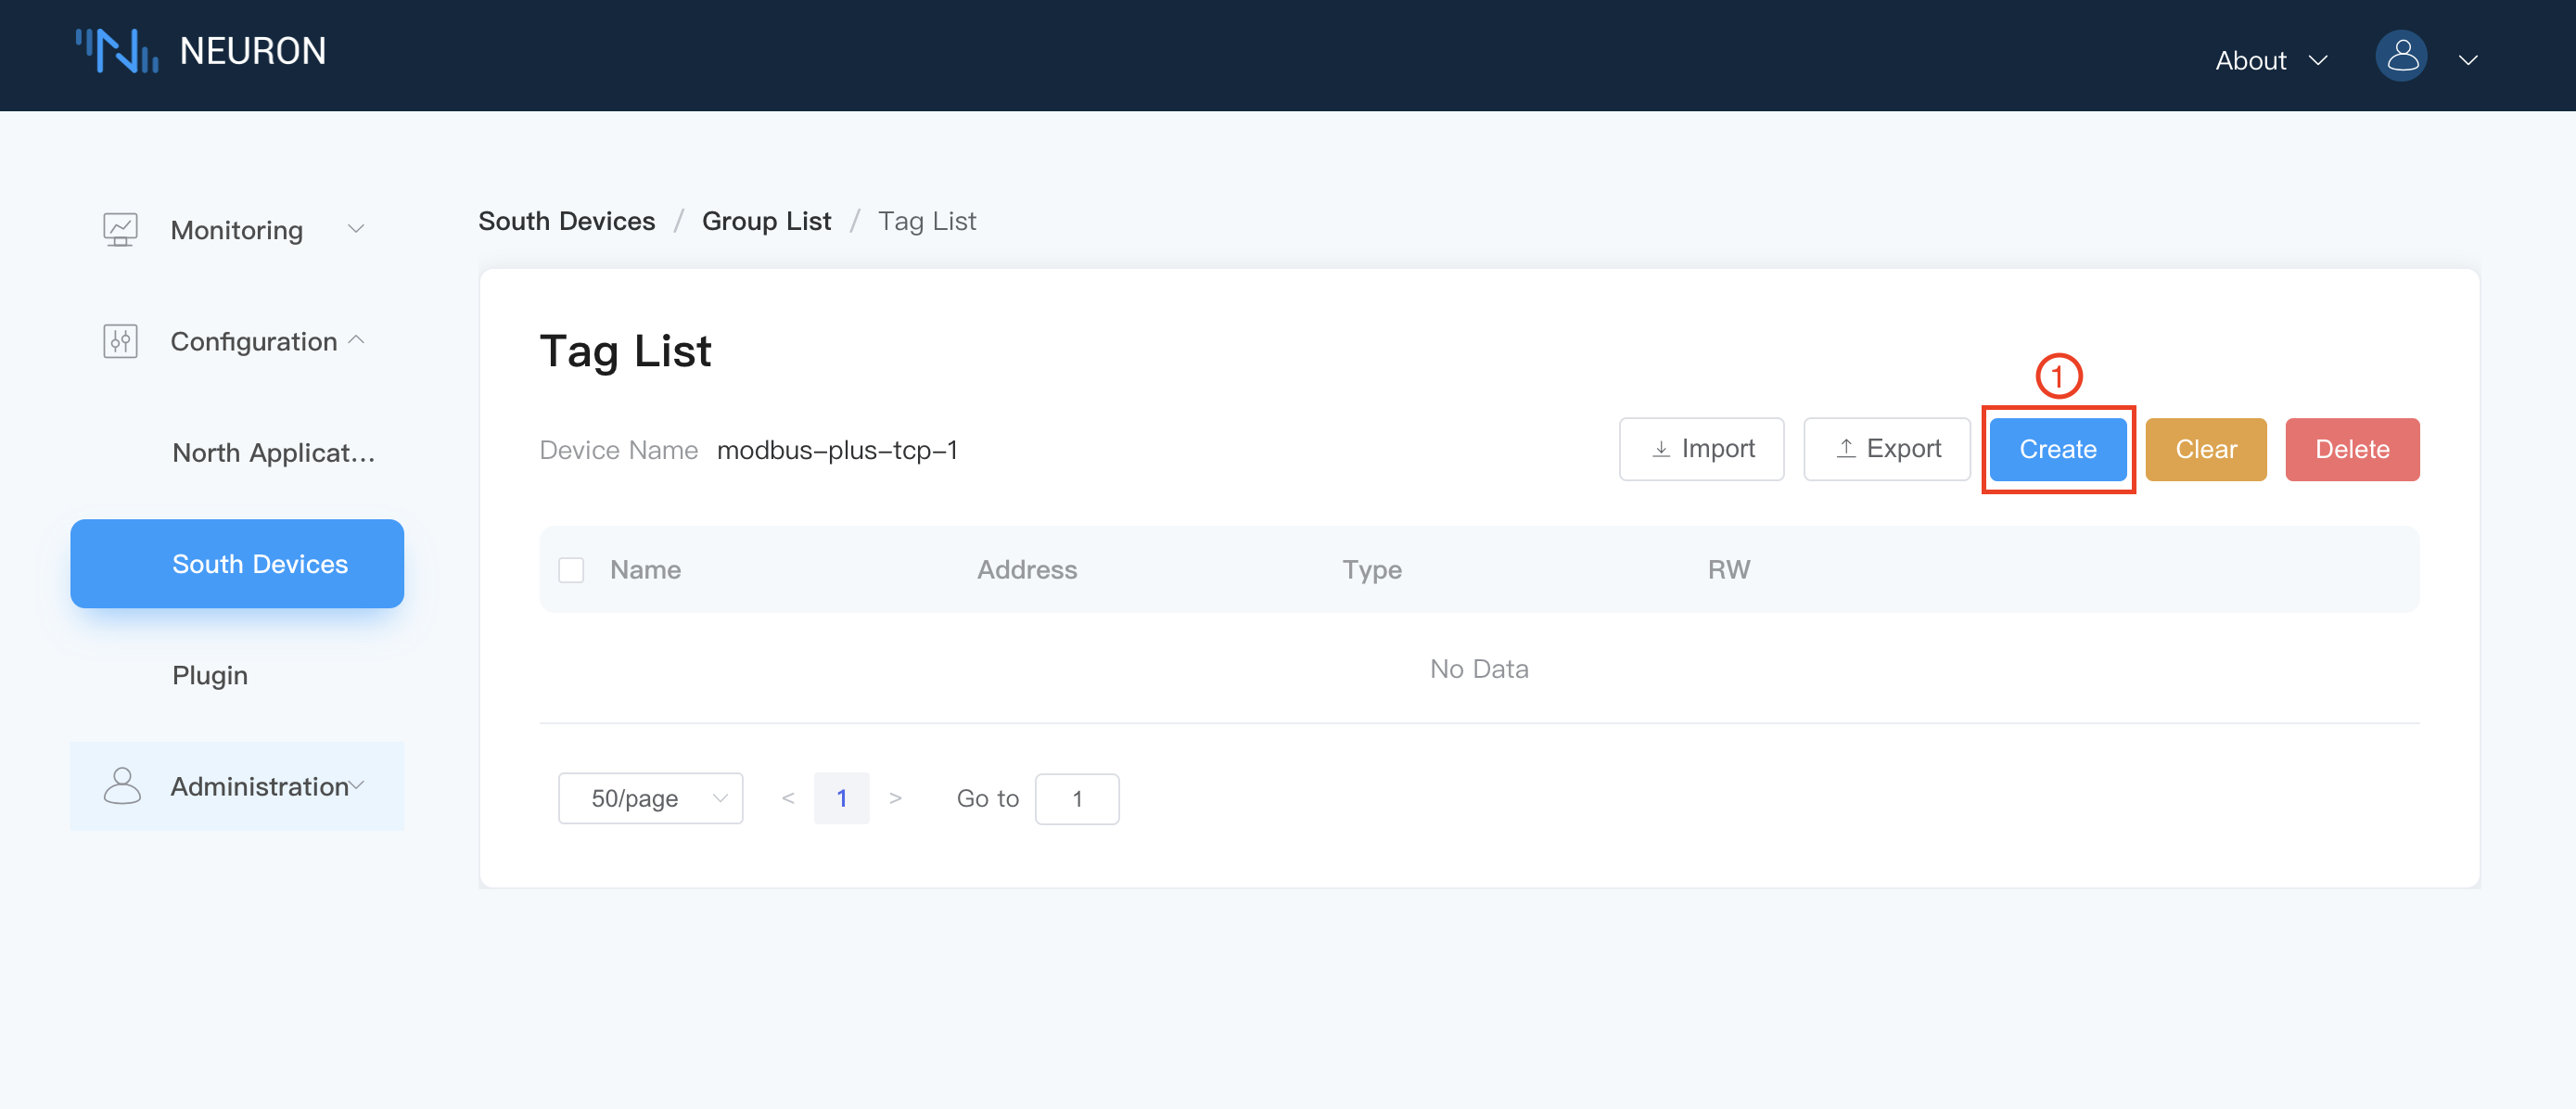 NEURON
About
Monitoring
Configuration
North Applicat...
South Devices
Plugin
Administration
South Devices / Group List / Tag List
Tag List
1
Device Name modbus-plus-tcp-1
Import Export Create Clear Delete
Name Address Type RW
No Data
50/page < 1 > Go to 1